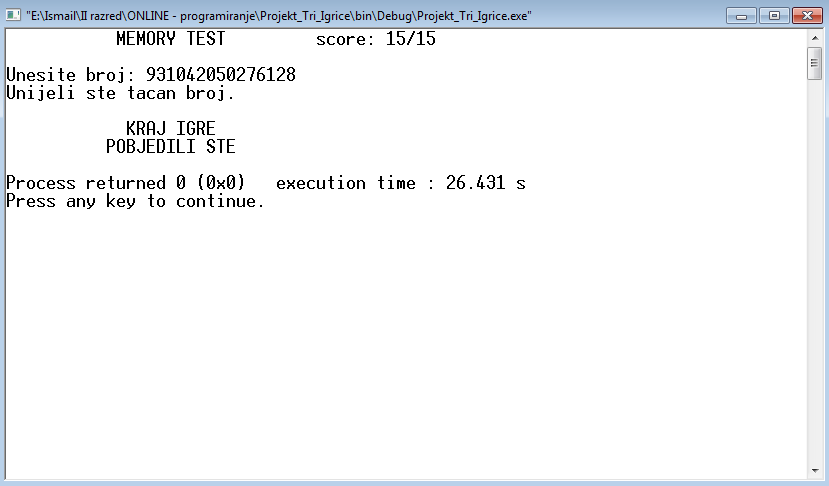 "E:\Ismail\II razred\ONLINE - programiranje\Projekt_Tri_Igrice\bin\Debug\Projekt_Tri_Igrice.exe"
MEMORY TEST score: 15/15
Unesite broj: 931042050276128
Unijeli ste tacan broj.
KRAJ IGRE
POBJEDILI STE
Process returned 0 (0x0) execution time : 26.431 s
Press any key to continue.